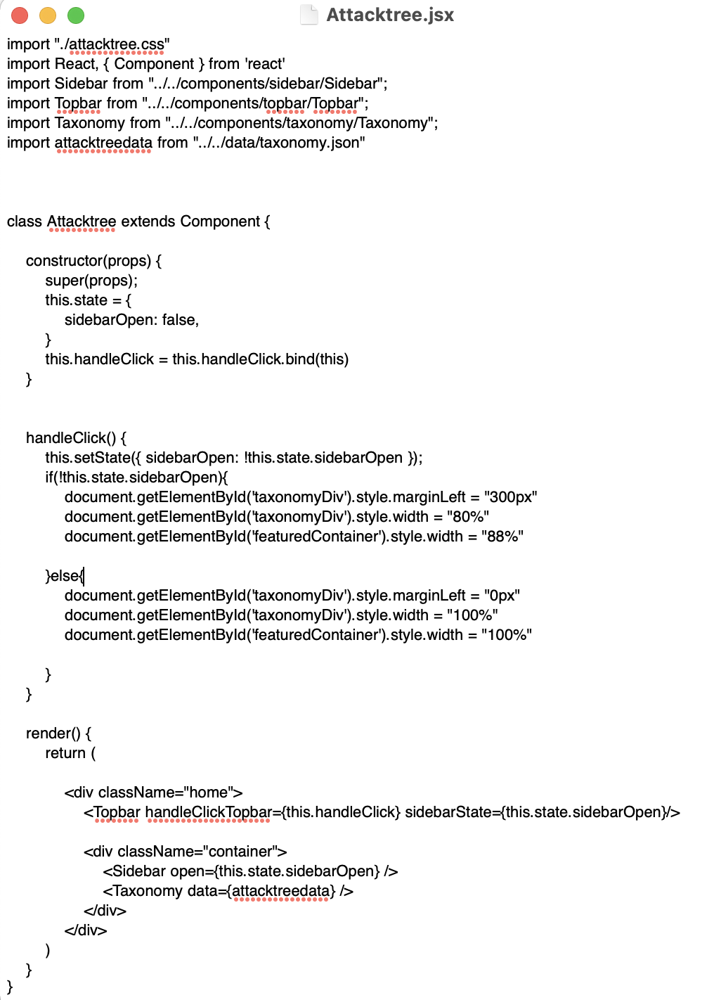 Attacktree.jsx
import "./attacktree.css"
import React, { Component } from 'react'
import Sidebar from "../../components/sidebar/Sidebar";
import Topbar from "../../components/topbar/Topbar";
import Taxonomy from "../../components/taxonomy/Taxonomy";
import attacktreedata from "../../data/taxonomy.json"
class Attacktree extends Component {
constructor(props) {
super(props);
this.state = {
sidebarOpen: false,
}
this.handleClick = this.handleClick.bind(this)
}
handleClick() {
this.setState({ sidebarOpen: !this.state.sidebarOpen });
if(!this.state.sidebarOpen){
document.getElementById('taxonomyDiv').style.marginLeft = "300px"
document.getElementById('taxonomyDiv').style.width = "80%"
document.getElementById('featuredContainer').style.width = "88%"
}else{
document.getElementById('taxonomyDiv').style.marginLeft = "0px"
document.getElementById('taxonomyDiv').style.width = "100%"
document.getElementById('featuredContainer').style.width = "100%"
}
}
render() {
return (
<div className="home">
<Topbar handleClickTopbar={this.handleClick} sidebarState={this.state.sidebarOpen}/>
<div className="container">
<Sidebar open={this.state.sidebarOpen} />
<Taxonomy data={attacktreedata} />
</div>
</div>
)
}
}